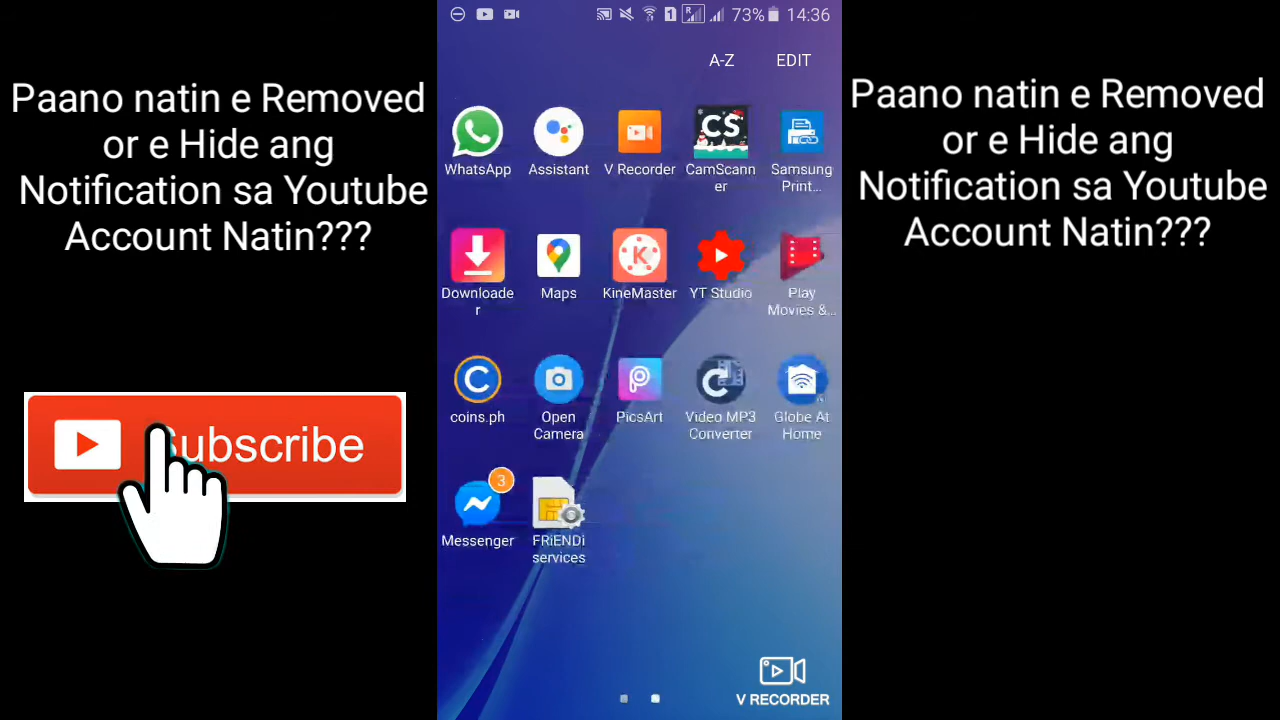 Paano natin e Removed
or e Hide ang
Notification sa Youtube
Account Natin???
Subscribe
1
R
73%
14:36
A-Z
EDIT
WhatsApp
Assistant
V Recorder
CS
CamScann
er
Samsung
Print...
Downloade
r
Maps
K
KineMaster
YT Studio
Play
Movies &...
C
coins.ph
Open
Camera
P
PicsArt
Video MP3
Converter
Globe At
Home
3
Messenger
FRiENDi
services
V RECORDER
Paano natin e Removed
or e Hide ang
Notification sa Youtube
Account Natin???